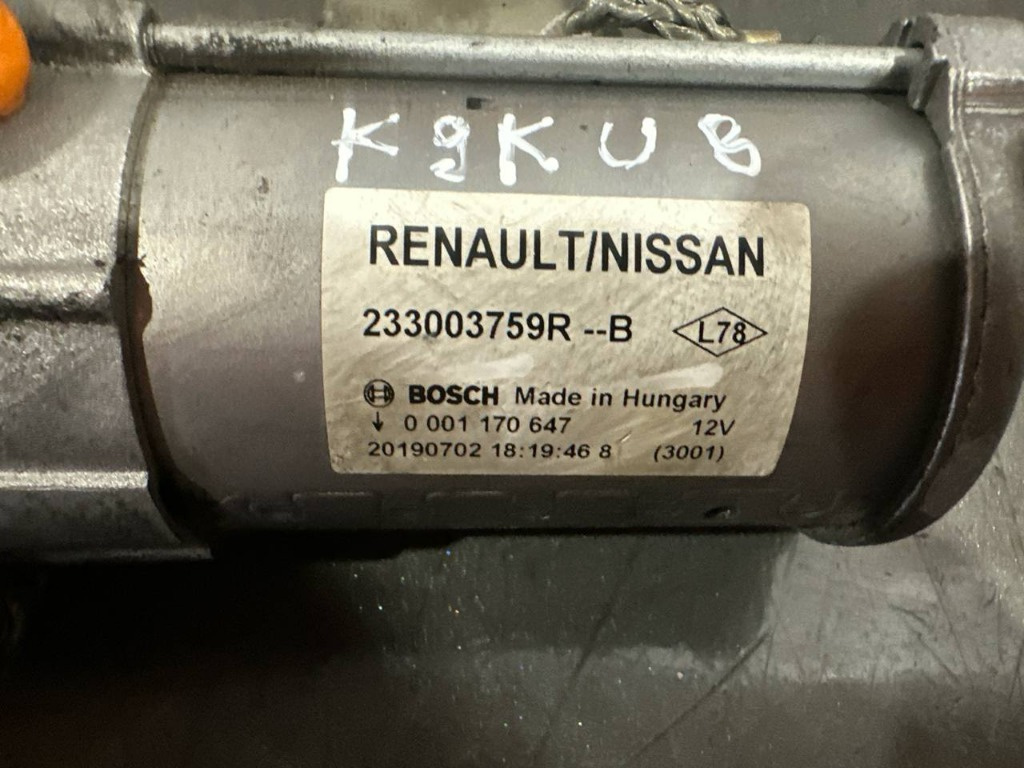 K9KU8
RENAULT/NISSAN
233003759R --B L78
BOSCH Made in Hungary
↓ 0 001 170 647 12V
20190702 18:19:46 8 (3001)